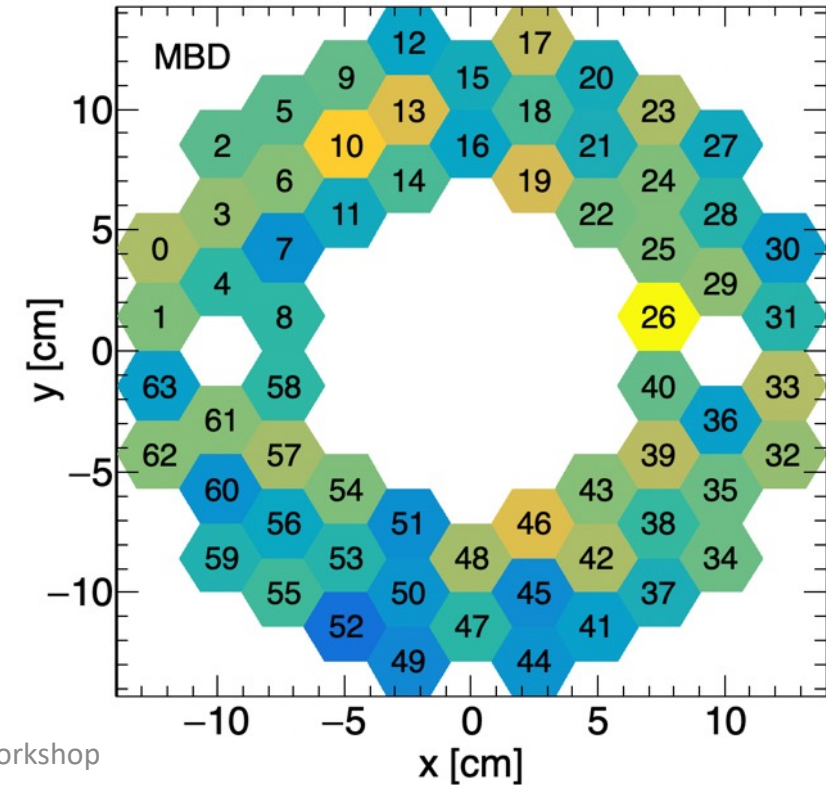 MBD
12 17
9 15 20
10 5 13 18 23
2 10 16 21 27
6 14 19 24
3 11 22 28
5 0 7 25 30
4 29
1 8 26 31
0
63 58 40 33
61 36
62 57 39 32
−5
60 54 43 35
56 51 46 38
59 53 48 42 34
−10 55 50 45 37
52 47 41
49 44
y [cm]
−10 −5 0 5 10
x [cm]
orkshop